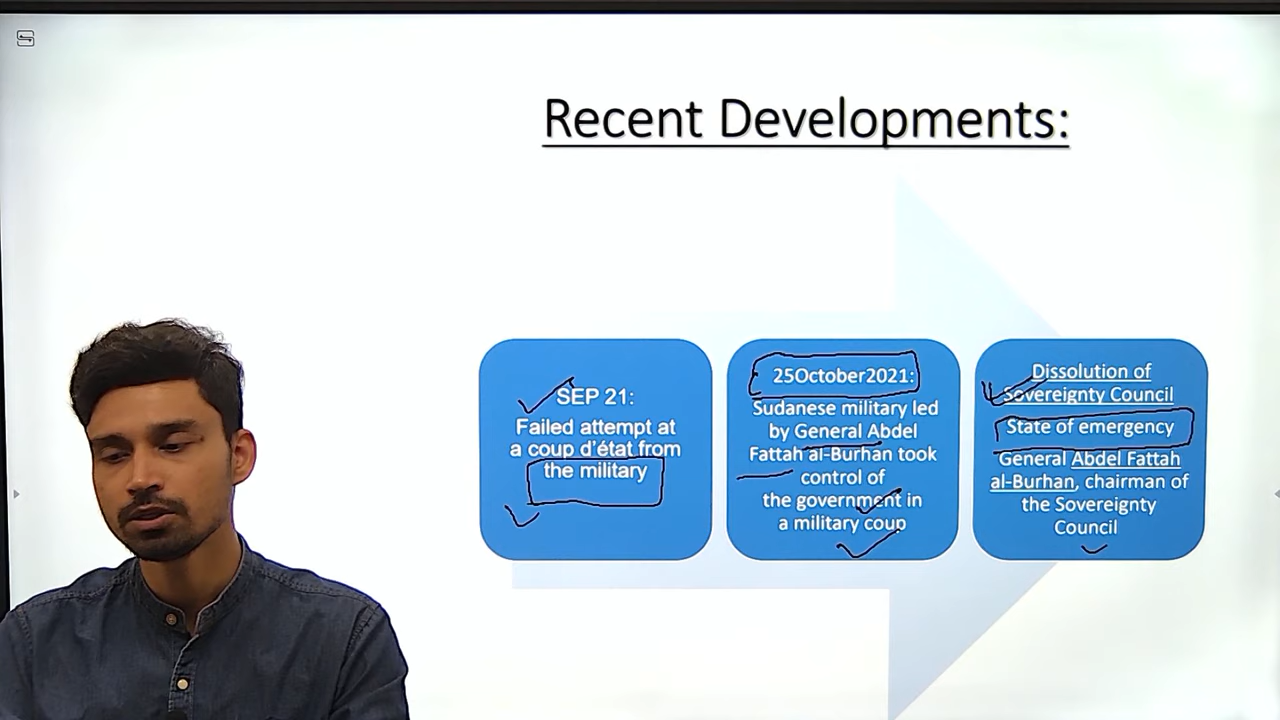 Recent Developments:
SEP 21:
Failed attempt at
a coup d’état from
the military
25October2021:
Sudanese military led
by General Abdel
Fattah al-Burhan took
control of
the government in
a military coup
Dissolution of
Sovereignty Council
State of emergency
General Abdel Fattah
al-Burhan, chairman of
the Sovereignty
Council